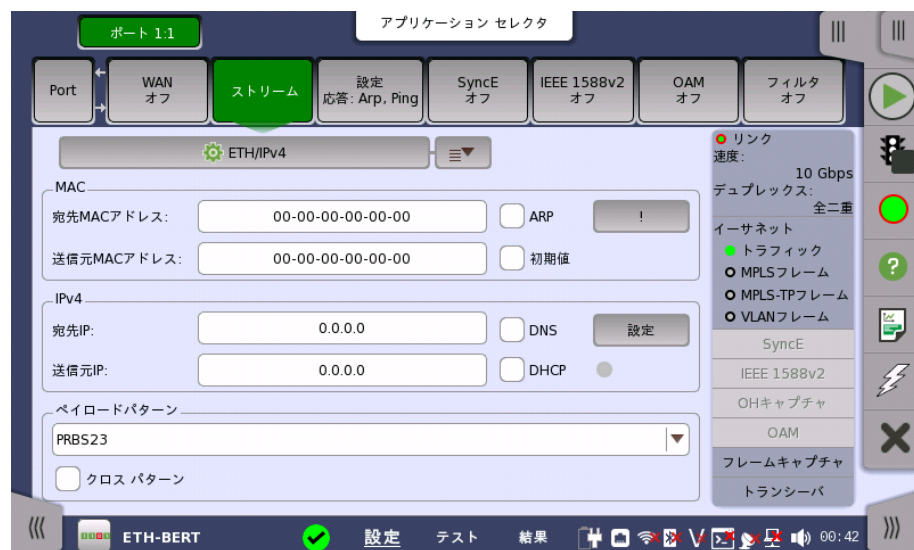 ポート 1:1
アプリケーション セレクタ
Port
WAN
オフ
ストリーム
設定
応答: Arp, Ping
SyncE
オフ
IEEE 1588v2
オフ
OAM
オフ
フィルタ
オフ
ETH/IPv4
MAC
宛先MACアドレス:
00-00-00-00-00-00
ARP
!
送信元MACアドレス:
00-00-00-00-00-00
初期値
IPv4
宛先IP:
0.0.0.0
DNS
設定
送信元IP:
0.0.0.0
DHCP
ペイロードパターン
PRBS23
クロス パターン
リンク
速度:
10 Gbps
デュプレックス:
全二重
イーサネット
トラフィック
MPLSフレーム
MPLS-TPフレーム
VLANフレーム
SyncE
IEEE 1588v2
OHキャプチャ
OAM
フレームキャプチャ
トランシーバ
ETH-BERT
設定
テスト
結果
00:42